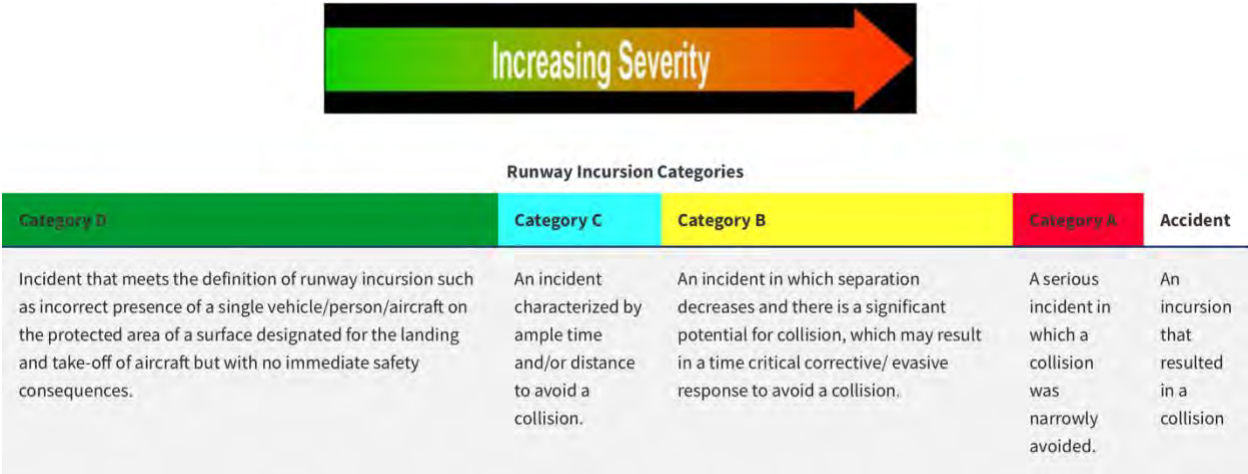 Increasing Severity
Runway Incursion Categories
Category D
Category C
Category B
Category A
Accident
Incident that meets the definition of runway incursion such
as incorrect presence of a single vehicle/person/aircraft on
the protected area of a surface designated for the landing
and take-off of aircraft but with no immediate safety
consequences.
An incident
characterized by
ample time
and/or distance
to avoid a
collision.
An incident in which separation
decreases and there is a significant
potential for collision, which may result
in a time critical corrective/ evasive
response to avoid a collision.
A serious
incident in
which a
collision
was
narrowly
avoided.
An
incursion
that
resulted
in a
collision